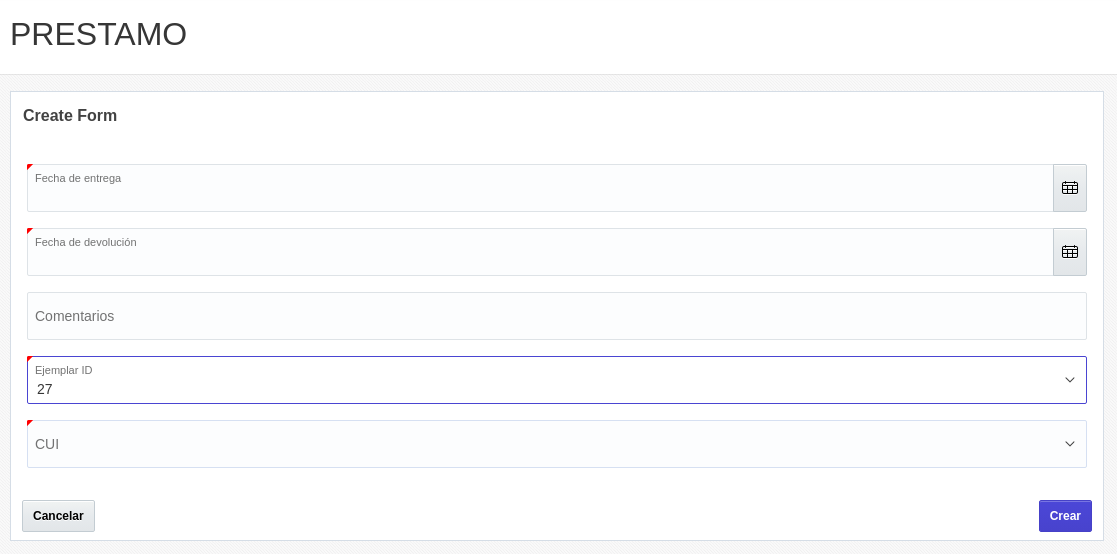 PRESTAMO
Create Form
Fecha de entrega
Fecha de devolución
Comentarios
Ejemplar ID
27
CUI
Cancelar
Crear